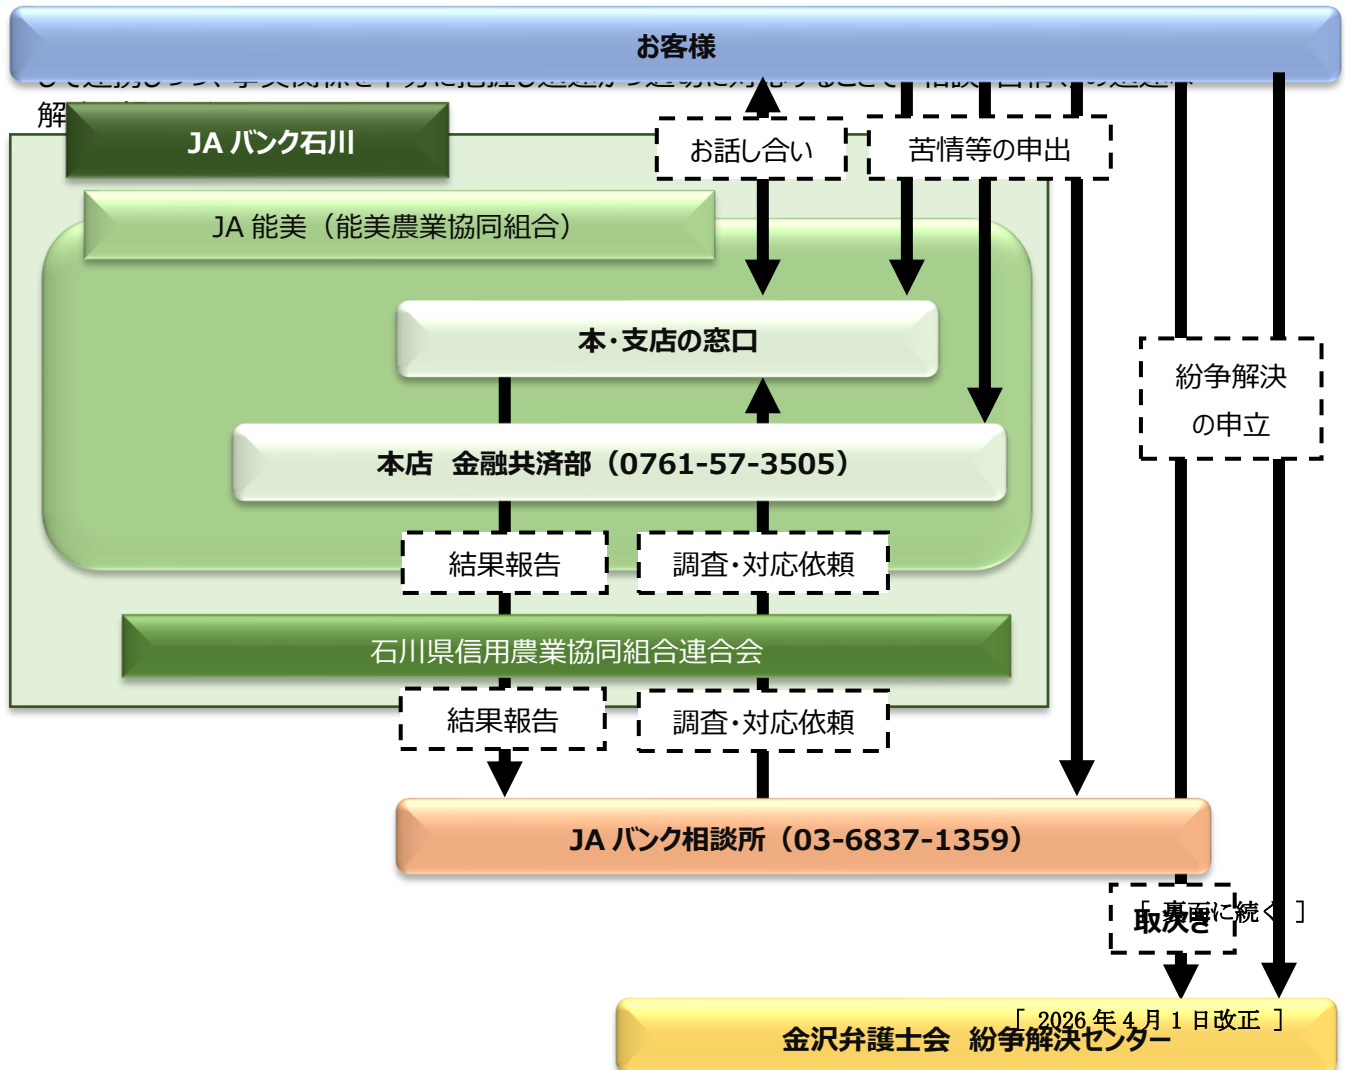 お客様
解
JA バンク石川
お話し合い
苦情等の申出
JA 能美（能美農業協同組合）
本・支店の窓口
紛争解決
の申立
本店 金融共済部（0761-57-3505）
結果報告
調査・対応依頼
石川県信用農業協同組合連合会
結果報告
調査・対応依頼
JA バンク相談所（03-6837-1359）
取次き
［ 裏面に続く ］
［ 2026 年 4 月 1 日改正 ］
金沢弁護士会 紛争解決センター